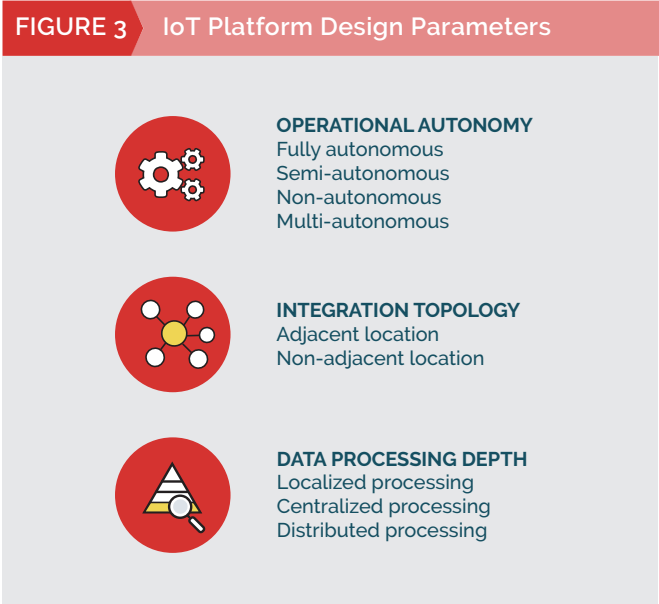 FIGURE 3
IoT Platform Design Parameters
OPERATIONAL AUTONOMY
Fully autonomous
Semi-autonomous
Non-autonomous
Multi-autonomous
INTEGRATION TOPOLOGY
Adjacent location
Non-adjacent location
DATA PROCESSING DEPTH
Localized processing
Centralized processing
Distributed processing